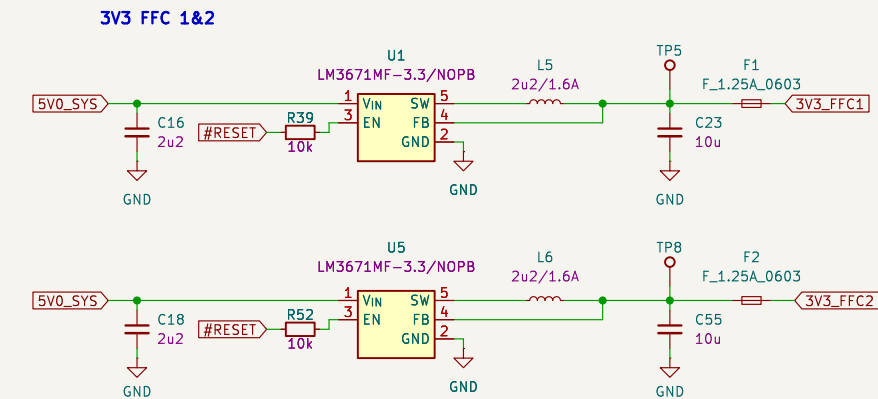 3V3 FFC 1&2
U1
LM3671MF-3.3/NOPB
L5
2u2/1.6A
TP5
F1
F_1.25A_0603
5V0_SYS
1 VIN SW 5
3V3_FFC1
C16
2u2
#RESET
R39
10k
3 EN FB 4
GND 2
C23
10u
GND
GND
GND
U5
LM3671MF-3.3/NOPB
L6
2u2/1.6A
TP8
F2
F_1.25A_0603
5V0_SYS
1 VIN SW 5
3V3_FFC2
C18
2u2
#RESET
R52
10k
3 EN FB 4
GND 2
C55
10u
GND
GND
GND